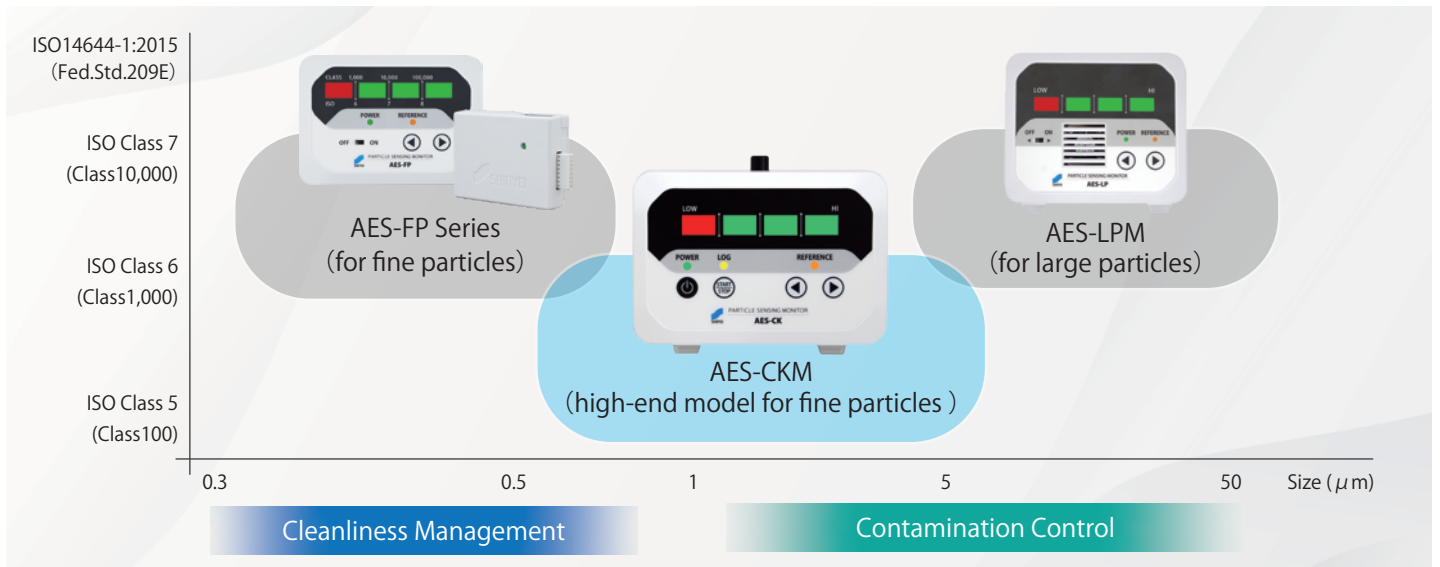 ISO14644-1:2015
(Fed.Std.209E)
ISO Class 7
(Class10,000)
ISO Class 6
(Class1,000)
ISO Class 5
(Class100)
CLASS 1,000 10,000 100,000
ISO 6 7 8
POWER REFERENCE
OFF ON
PARTICLE SENSING MONITOR
AES-FP
AES-FP Series
(for fine particles)
LOW HI
POWER LOG REFERENCE
START
STOP
PARTICLE SENSING MONITOR
AES-CK
AES-CKM
(high-end model for fine particles )
LOW HI
OFF ON POWER REFERENCE
PARTICLE SENSING MONITOR
AES-LP
AES-LPM
(for large particles)
0.3 0.5 1 5 50 Size (μm)
Cleanliness Management
Contamination Control